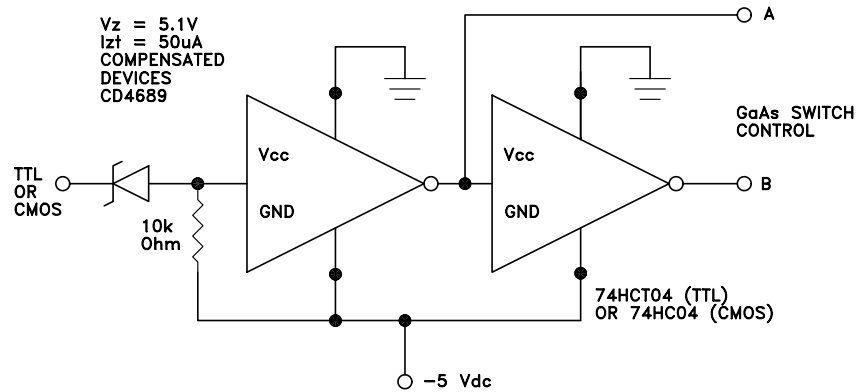 Vz = 5.1V
Izt = 50uA
COMPENSATED
DEVICES
CD4689
A
GaAs SWITCH
CONTROL
Vcc
Vcc
TTL
OR
CMOS
B
GND
GND
10k
Ohm
74HCT04 (TTL)
OR 74HC04 (CMOS)
-5 Vdc